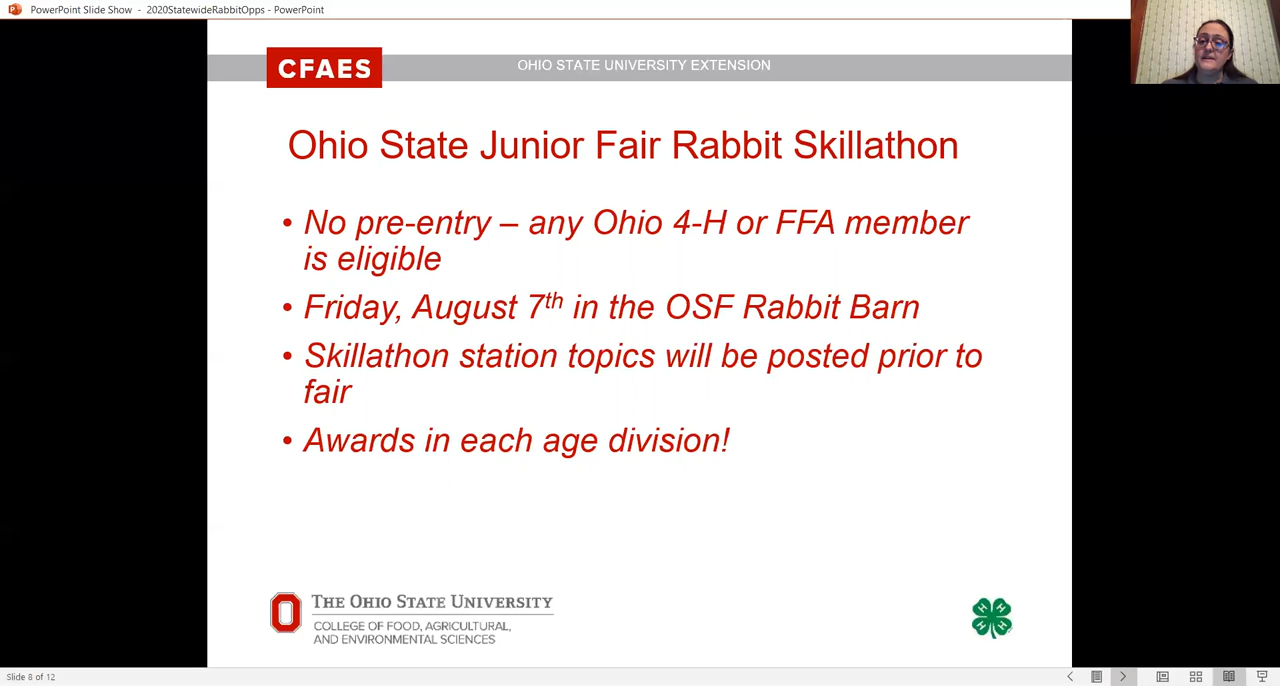 PowerPoint Slide Show - 2020StatewideRabbitOpps - PowerPoint
CFAES
OHIO STATE UNIVERSITY EXTENSION
Ohio State Junior Fair Rabbit Skillathon
• No pre-entry – any Ohio 4-H or FFA member
is eligible
• Friday, August 7th in the OSF Rabbit Barn
• Skillathon station topics will be posted prior to
fair
• Awards in each age division!
THE OHIO STATE UNIVERSITY
COLLEGE OF FOOD, AGRICULTURAL,
AND ENVIRONMENTAL SCIENCES
H H H H
Slide 8 of 12